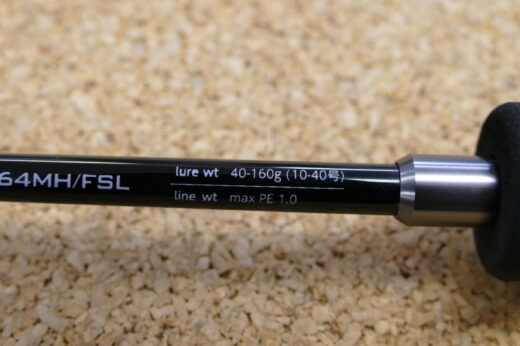 64MH/FSL
lure wt 40-160g (10-40号)
line wt max PE 1.0